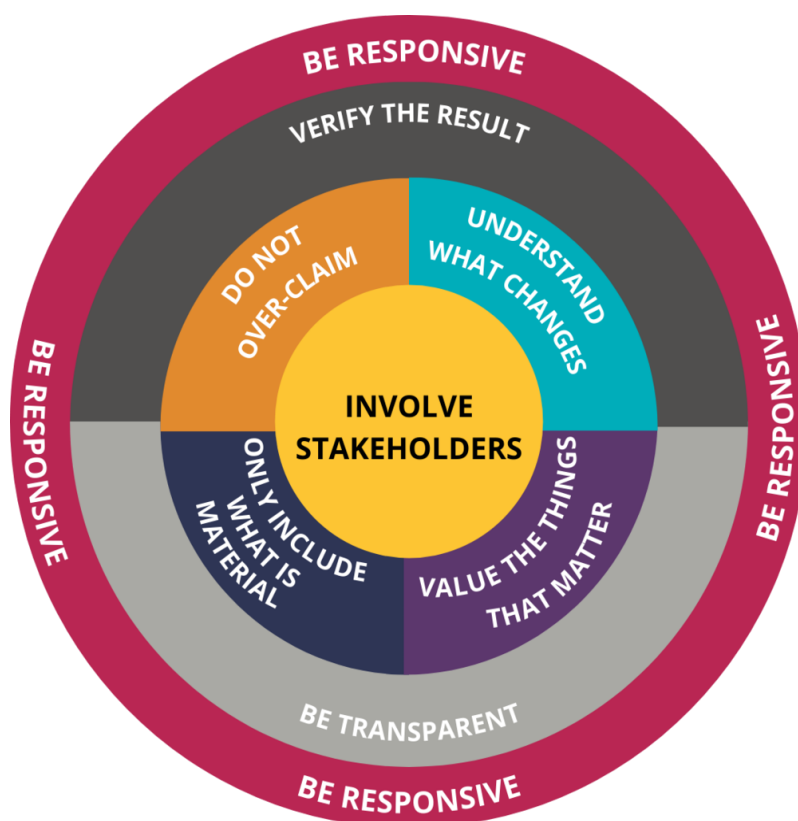 BE RESPONSIVE
VERIFY THE RESULT
DO NOT
OVER-CLAIM
UNDERSTAND
WHAT CHANGES
BE RESPONSIVE
INVOLVE
STAKEHOLDERS
BE RESPONSIVE
ONLY INCLUDE
WHAT IS
MATERIAL
VALUE THE THINGS
THAT MATTER
BE TRANSPARENT
BE RESPONSIVE